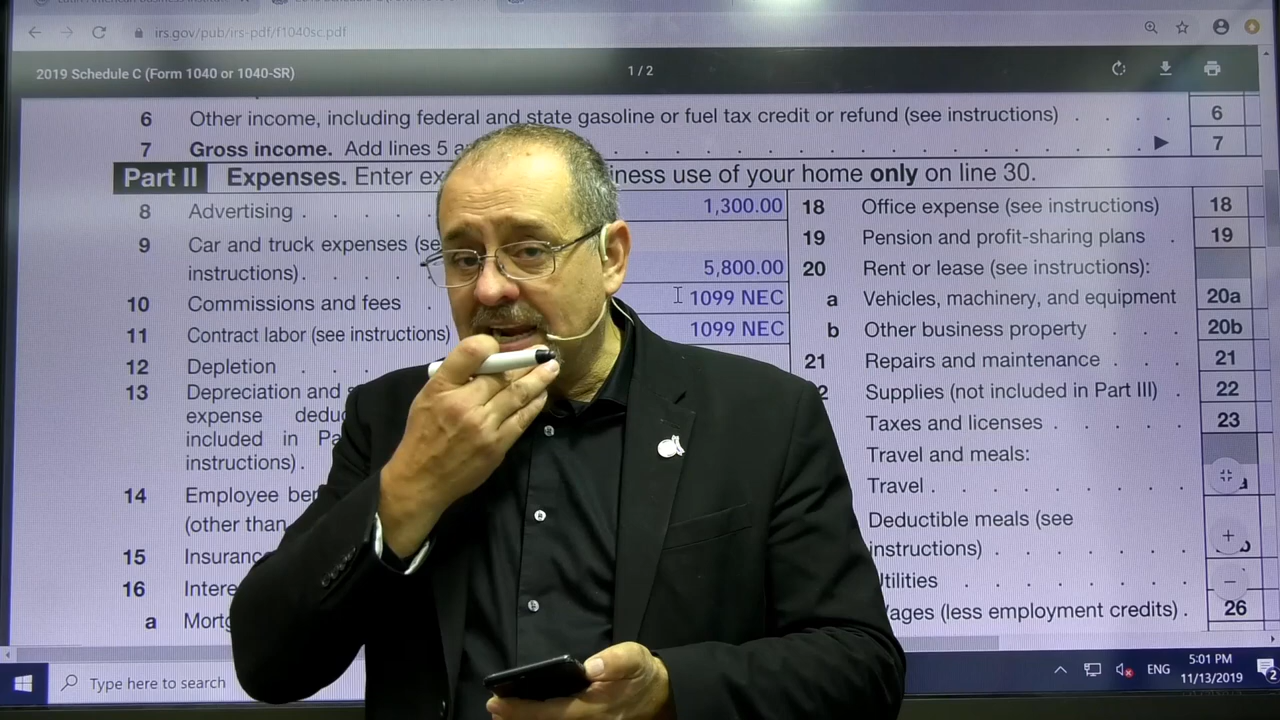 irs.gov/pub/irs-pdf/f1040sc.pdf
2019 Schedule C (Form 1040 or 1040-SR)
1 / 2
6 Other income, including federal and state gasoline or fuel tax credit or refund (see instructions) . . . . 6
7 Gross income. Add lines 5 . . . . . . . . . . . . . . ▶ 7
Part II Expenses. Enter use of your home only on line 30.
8 Advertising . . . . 1,300.00
9 Car and truck expenses
instructions) . . . . 5,800.00
10 Commissions and fees . 1099 NEC
11 Contract labor (see instructions) 1099 NEC
12 Depletion . . .
13 Depreciation and
expense
included in
instructions) .
14 Employee
(other than
15
16
a
18 Office expense (see instructions) 18
19 Pension and profit-sharing plans . 19
20 Rent or lease (see instructions):
a Vehicles, machinery, and equipment 20a
b Other business property . . . 20b
21 Repairs and maintenance . . . 21
Supplies (not included in Part III) . 22
Taxes and licenses . . . . . 23
Travel and meals:
Travel . . . . . . . . .
Deductible meals (see
instructions) . . . . . . .
Utilities . . . . . . . .
(less employment credits) . 26
Type here to search
ENG
5:01 PM
11/13/2019
2